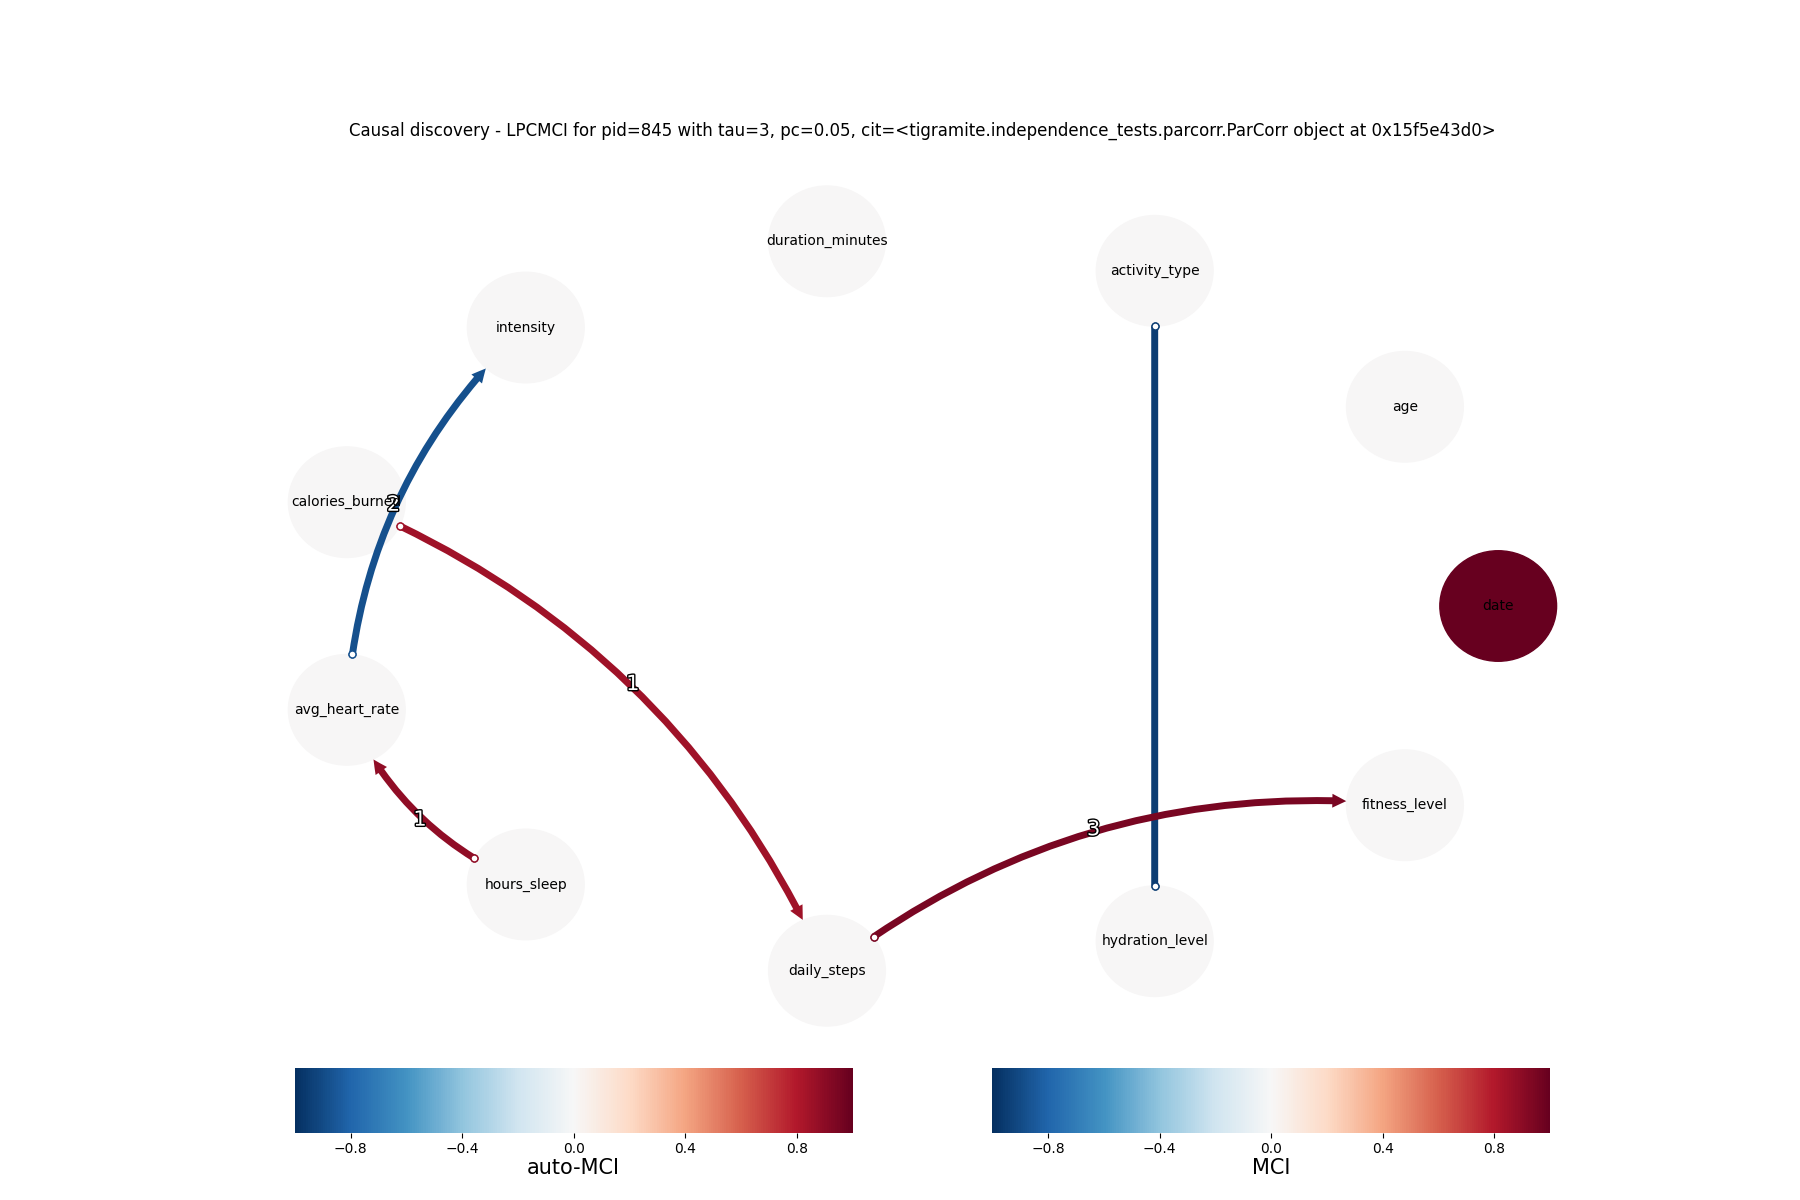 Causal discovery - LPCMCI for pid=845 with tau=3, pc=0.05, cit=<tigramite.independence_tests.parcorr.ParCorr object at 0x15f5e43d0>
duration_minutes
activity_type
intensity
age
calories_burned
2
date
1
avg_heart_rate
fitness_level
1
3
hours_sleep
hydration_level
daily_steps
−0.8 −0.4 0.0 0.4 0.8
auto-MCI
−0.8 −0.4 0.0 0.4 0.8
MCI